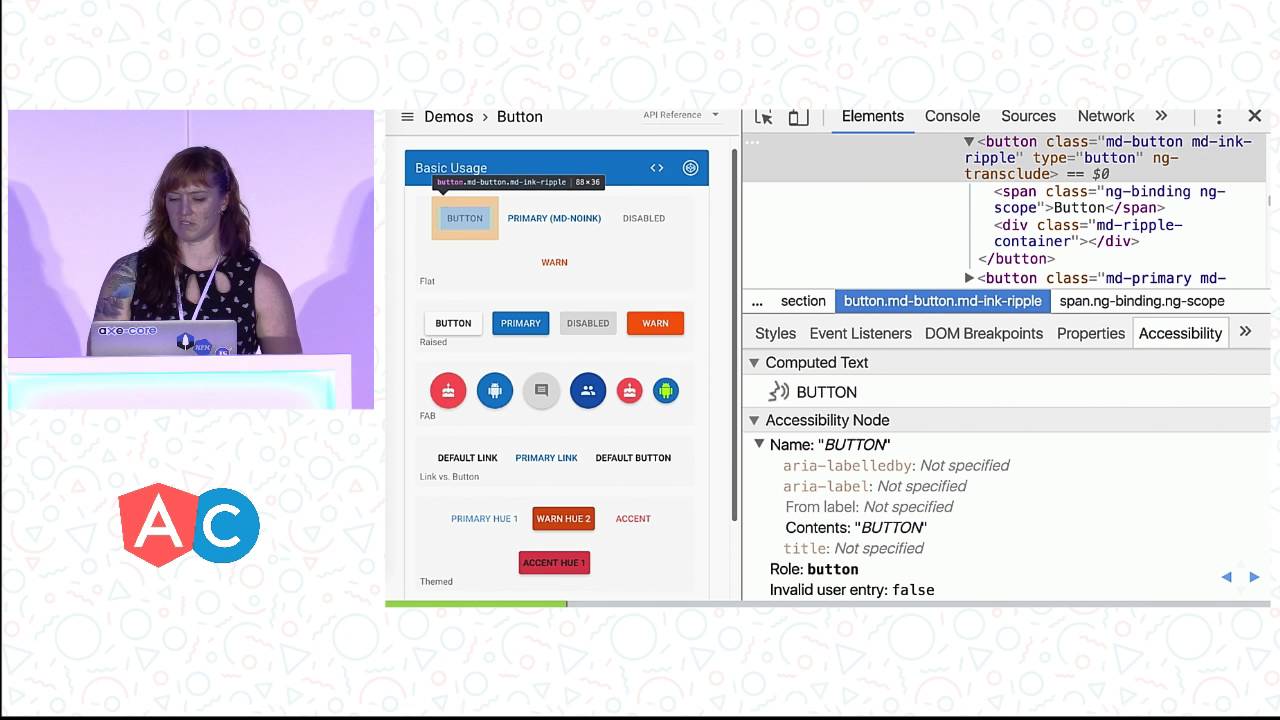 Demos › Button
API Reference
Basic Usage
button.md-button.md-ink-ripple | 88×36
BUTTON
PRIMARY (MD-NOINK)
DISABLED
WARN
Flat
BUTTON
PRIMARY
DISABLED
WARN
Raised
FAB
DEFAULT LINK
PRIMARY LINK
DEFAULT BUTTON
Link vs. Button
PRIMARY HUE 1
WARN HUE 2
ACCENT
ACCENT HUE 1
Themed
Elements Console Sources Network »
<button class="md-button md-ink-
ripple" type="button" ng-
transclude> == $0
<span class="ng-binding ng-
scope">Button</span>
<div class="md-ripple-
container"></div>
</button>
<button class="md-primary md-
... section button.md-button.md-ink-ripple span.ng-binding.ng-scope
Styles Event Listeners DOM Breakpoints Properties Accessibility »
Computed Text
BUTTON
Accessibility Node
Name: "BUTTON"
aria-labelledby: Not specified
aria-label: Not specified
From label: Not specified
Contents: "BUTTON"
title: Not specified
Role: button
Invalid user entry: false
axe-core
NPM
JS
A C